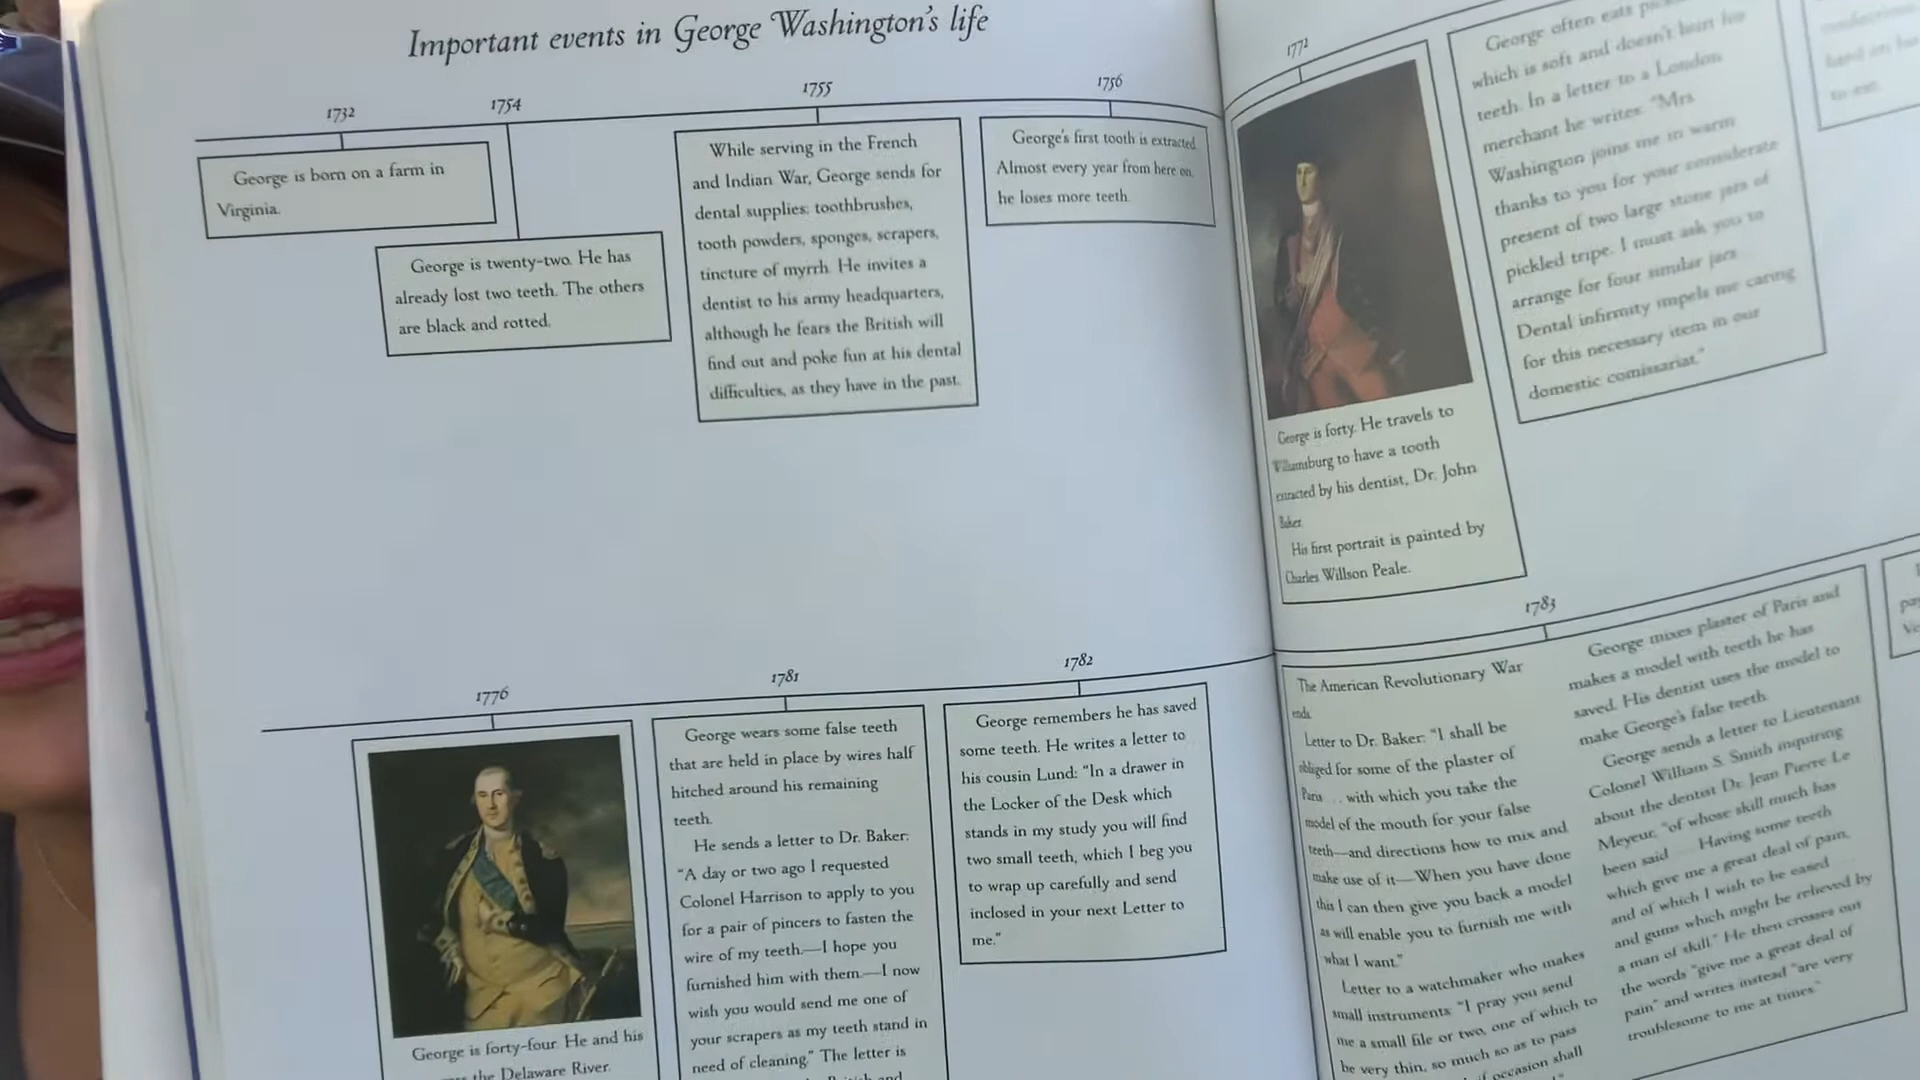 Important events in George Washington's life
1732
George is born on a farm in
Virginia.
1754
George is twenty-two. He has
already lost two teeth. The others
are black and rotted.
1755
While serving in the French
and Indian War, George sends for
dental supplies: toothbrushes,
tooth powders, sponges, scrapers,
tincture of myrrh. He invites a
dentist to his army headquarters,
although he fears the British will
find out and poke fun at his dental
difficulties, as they have in the past.
1756
George's first tooth is extracted.
Almost every year from here on,
he loses more teeth.
1772
George is forty. He travels to
Williamsburg to have a tooth
extracted by his dentist, Dr. John
Baker.
His first portrait is painted by
Charles Willson Peale.
George often eats
which is soft and doesn't hurt his
teeth. In a letter to a London
merchant he writes: "Mrs.
Washington joins me in warm
thanks to you for your considerate
present of two large stone jars of
pickled tripe. I must ask you to
arrange for four similar jars.
Dental infirmity impels me caring
for this necessary item in our
domestic comissariat."
hard on his
to eat.
1776
George is forty-four. He and his
the Delaware River.
1781
George wears some false teeth
that are held in place by wires half
hitched around his remaining
teeth.
He sends a letter to Dr. Baker:
"A day or two ago I requested
Colonel Harrison to apply to you
for a pair of pincers to fasten the
wire of my teeth.—I hope you
furnished him with them.—I now
wish you would send me one of
your scrapers as my teeth stand in
need of cleaning." The letter is
and
1782
George remembers he has saved
some teeth. He writes a letter to
his cousin Lund: "In a drawer in
the Locker of the Desk which
stands in my study you will find
two small teeth, which I beg you
to wrap up carefully and send
inclosed in your next Letter to
me."
1783
The American Revolutionary War
ends.
Letter to Dr. Baker: "I shall be
obliged for some of the plaster of
Paris . . . with which you take the
model of the mouth for your false
teeth—and directions how to mix and
make use of it—When you have done
this I can then give you back a model
as will enable you to furnish me with
what I want."
Letter to a watchmaker who makes
small instruments: "I pray you send
me a small file or two, one of which to
be very thin, so much so as to pass
occasion shall
George mixes plaster of Paris and
makes a model with teeth he has
saved. His dentist uses the model to
make George's false teeth.
George sends a letter to Lieutenant
Colonel William S. Smith inquiring
about the dentist Dr. Jean Pierre Le
Meyeur, "of whose skill much has
been said . . . Having some teeth
which give me a great deal of pain,
and of which I wish to be eased . . .
and gums which might be relieved by
a man of skill." He then crosses out
the words "give me a great deal of
pain" and writes instead "are very
troublesome to me at times."